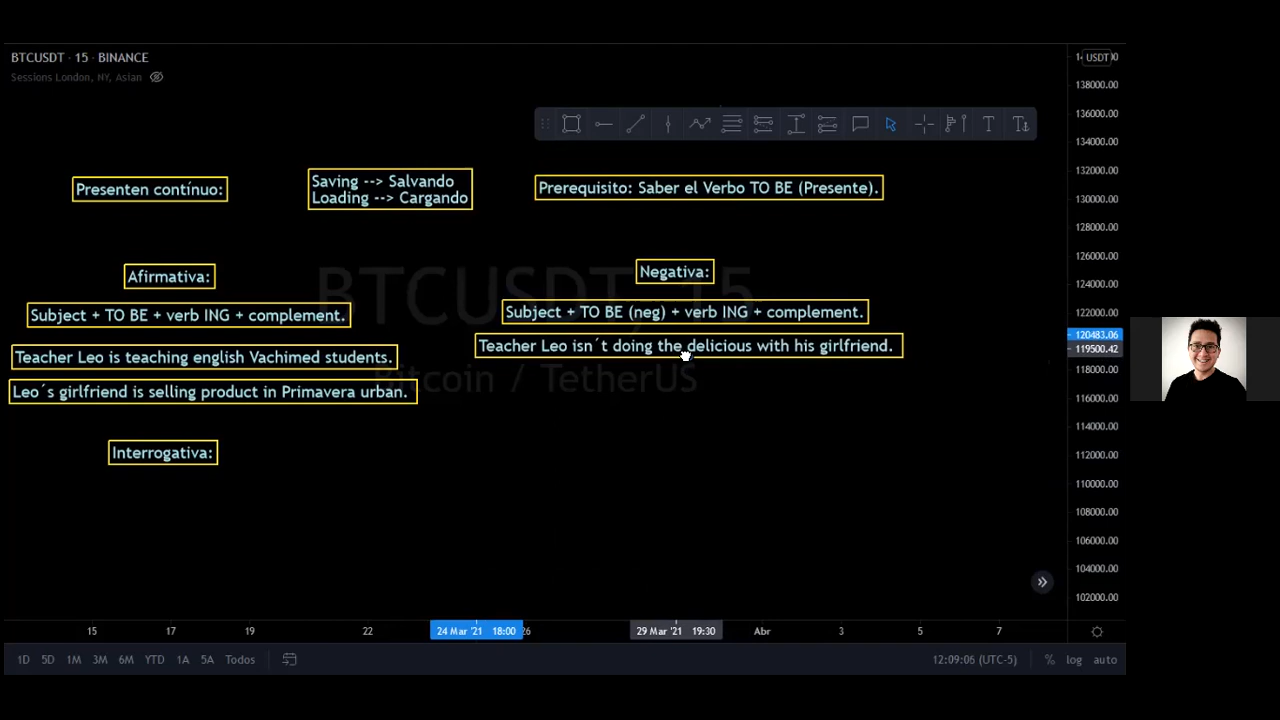 BTCUSDT · 15 · BINANCE
Sessions London, NY, Asian
USDT
138000.00
136000.00
134000.00
132000.00
130000.00
128000.00
126000.00
124000.00
122000.00
120483.06
119500.42
118000.00
116000.00
114000.00
112000.00
110000.00
108000.00
106000.00
104000.00
102000.00
Presenten contínuo:
Saving --> Salvando
Loading --> Cargando
Prerequisito: Saber el Verbo TO BE (Presente).
Afirmativa:
Negativa:
BTCUSDT, 15
Subject + TO BE + verb ING + complement.
Subject + TO BE (neg) + verb ING + complement.
Teacher Leo isn´t doing the delicious with his girlfriend.
Teacher Leo is teaching english Vachimed students.
Bitcoin / TetherUS
Leo´s girlfriend is selling product in Primavera urban.
Interrogativa:
15 17 19 22 24 Mar '21 18:00 26 29 Mar '21 19:30 Abr 3 5 7
1D 5D 1M 3M 6M YTD 1A 5A Todos 12:09:06 (UTC-5) % log auto